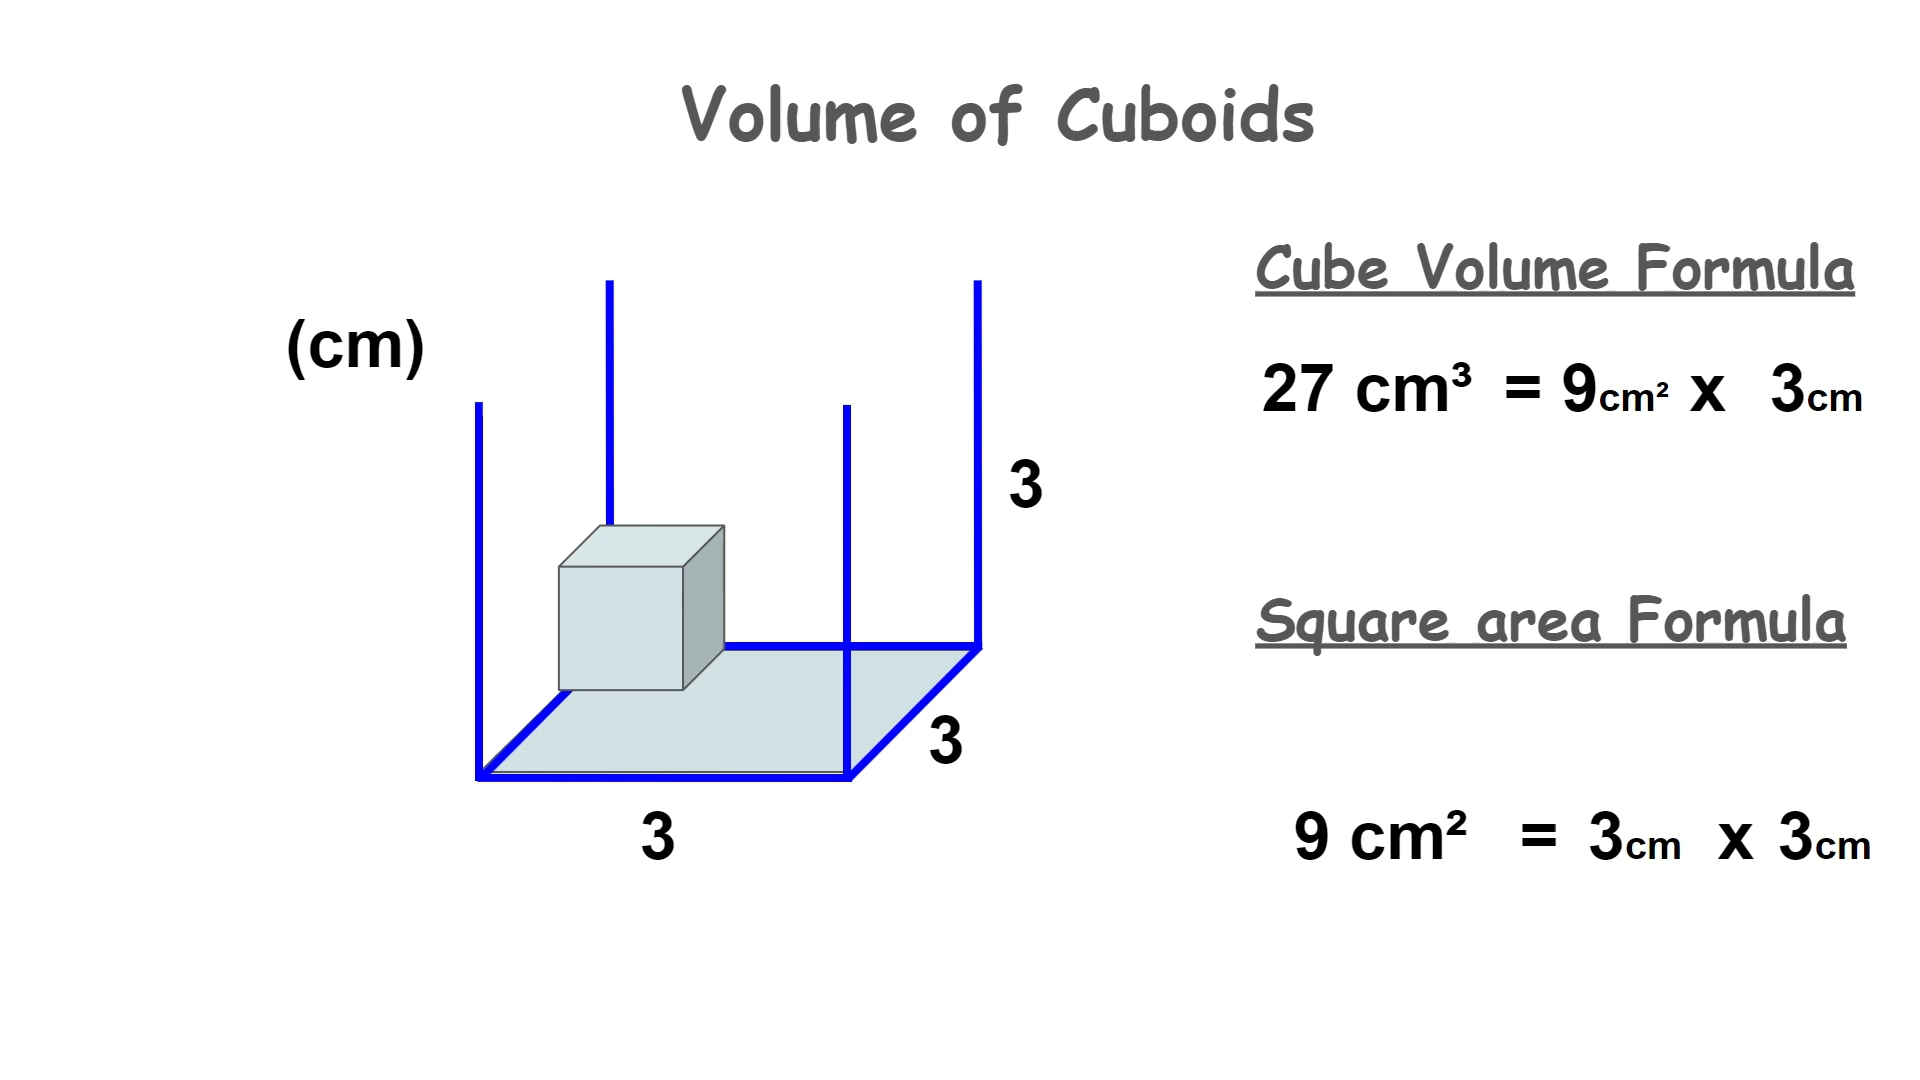 Volume of Cuboids
Cube Volume Formula
(cm)
27 cm³ = 9cm² x 3cm
3
Square area Formula
3
3
9 cm² = 3cm x 3cm